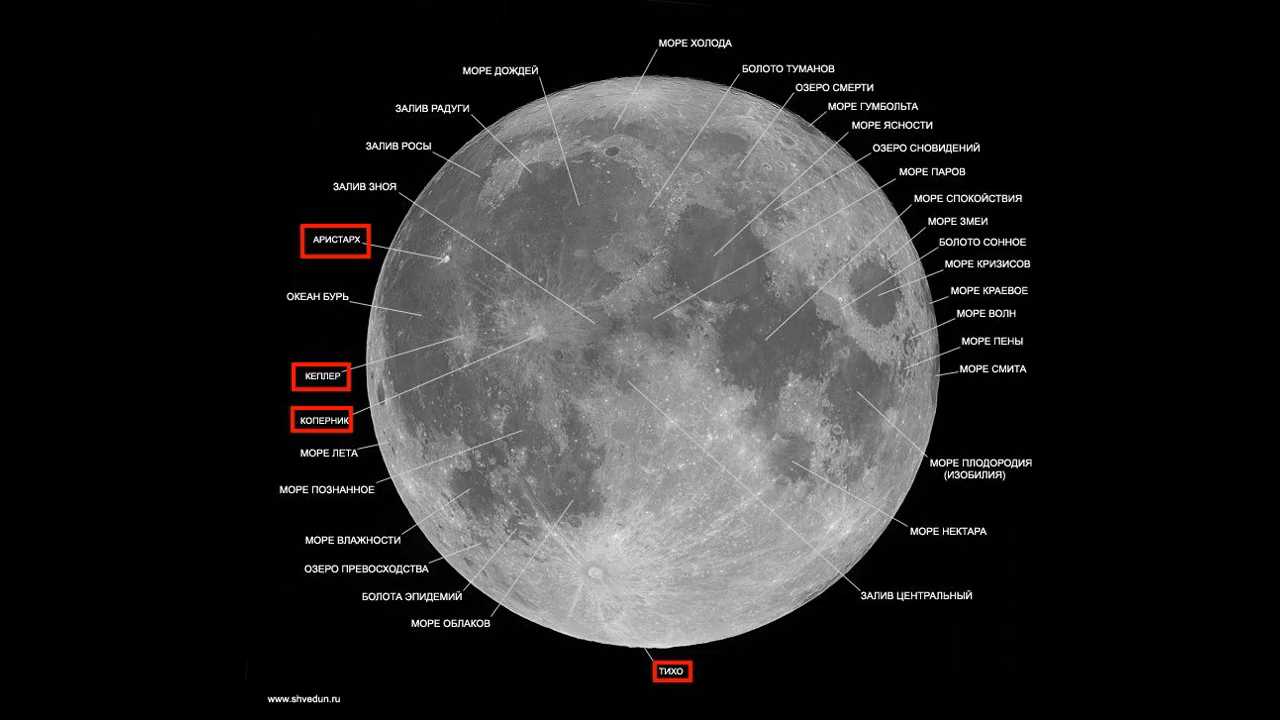 МОРЕ ХОЛОДА
МОРЕ ДОЖДЕЙ
БОЛОТО ТУМАНОВ
ОЗЕРО СМЕРТИ
ЗАЛИВ РАДУГИ
МОРЕ ГУМБОЛЬТА
МОРЕ ЯСНОСТИ
ЗАЛИВ РОСЫ
ОЗЕРО СНОВИДЕНИЙ
МОРЕ ПАРОВ
ЗАЛИВ ЗНОЯ
МОРЕ СПОКОЙСТВИЯ
МОРЕ ЗМЕИ
АРИСТАРХ
БОЛОТО СОННОЕ
МОРЕ КРИЗИСОВ
МОРЕ КРАЕВОЕ
ОКЕАН БУРЬ
МОРЕ ВОЛН
МОРЕ ПЕНЫ
МОРЕ СМИТА
КЕПЛЕР
КОПЕРНИК
МОРЕ ЛЕТА
МОРЕ ПЛОДОРОДИЯ
(ИЗОБИЛИЯ)
МОРЕ ПОЗНАННОЕ
МОРЕ НЕКТАРА
МОРЕ ВЛАЖНОСТИ
ОЗЕРО ПРЕВОСХОДСТВА
БОЛОТА ЭПИДЕМИЙ
ЗАЛИВ ЦЕНТРАЛЬНЫЙ
МОРЕ ОБЛАКОВ
ТИХО
www.shvedun.ru